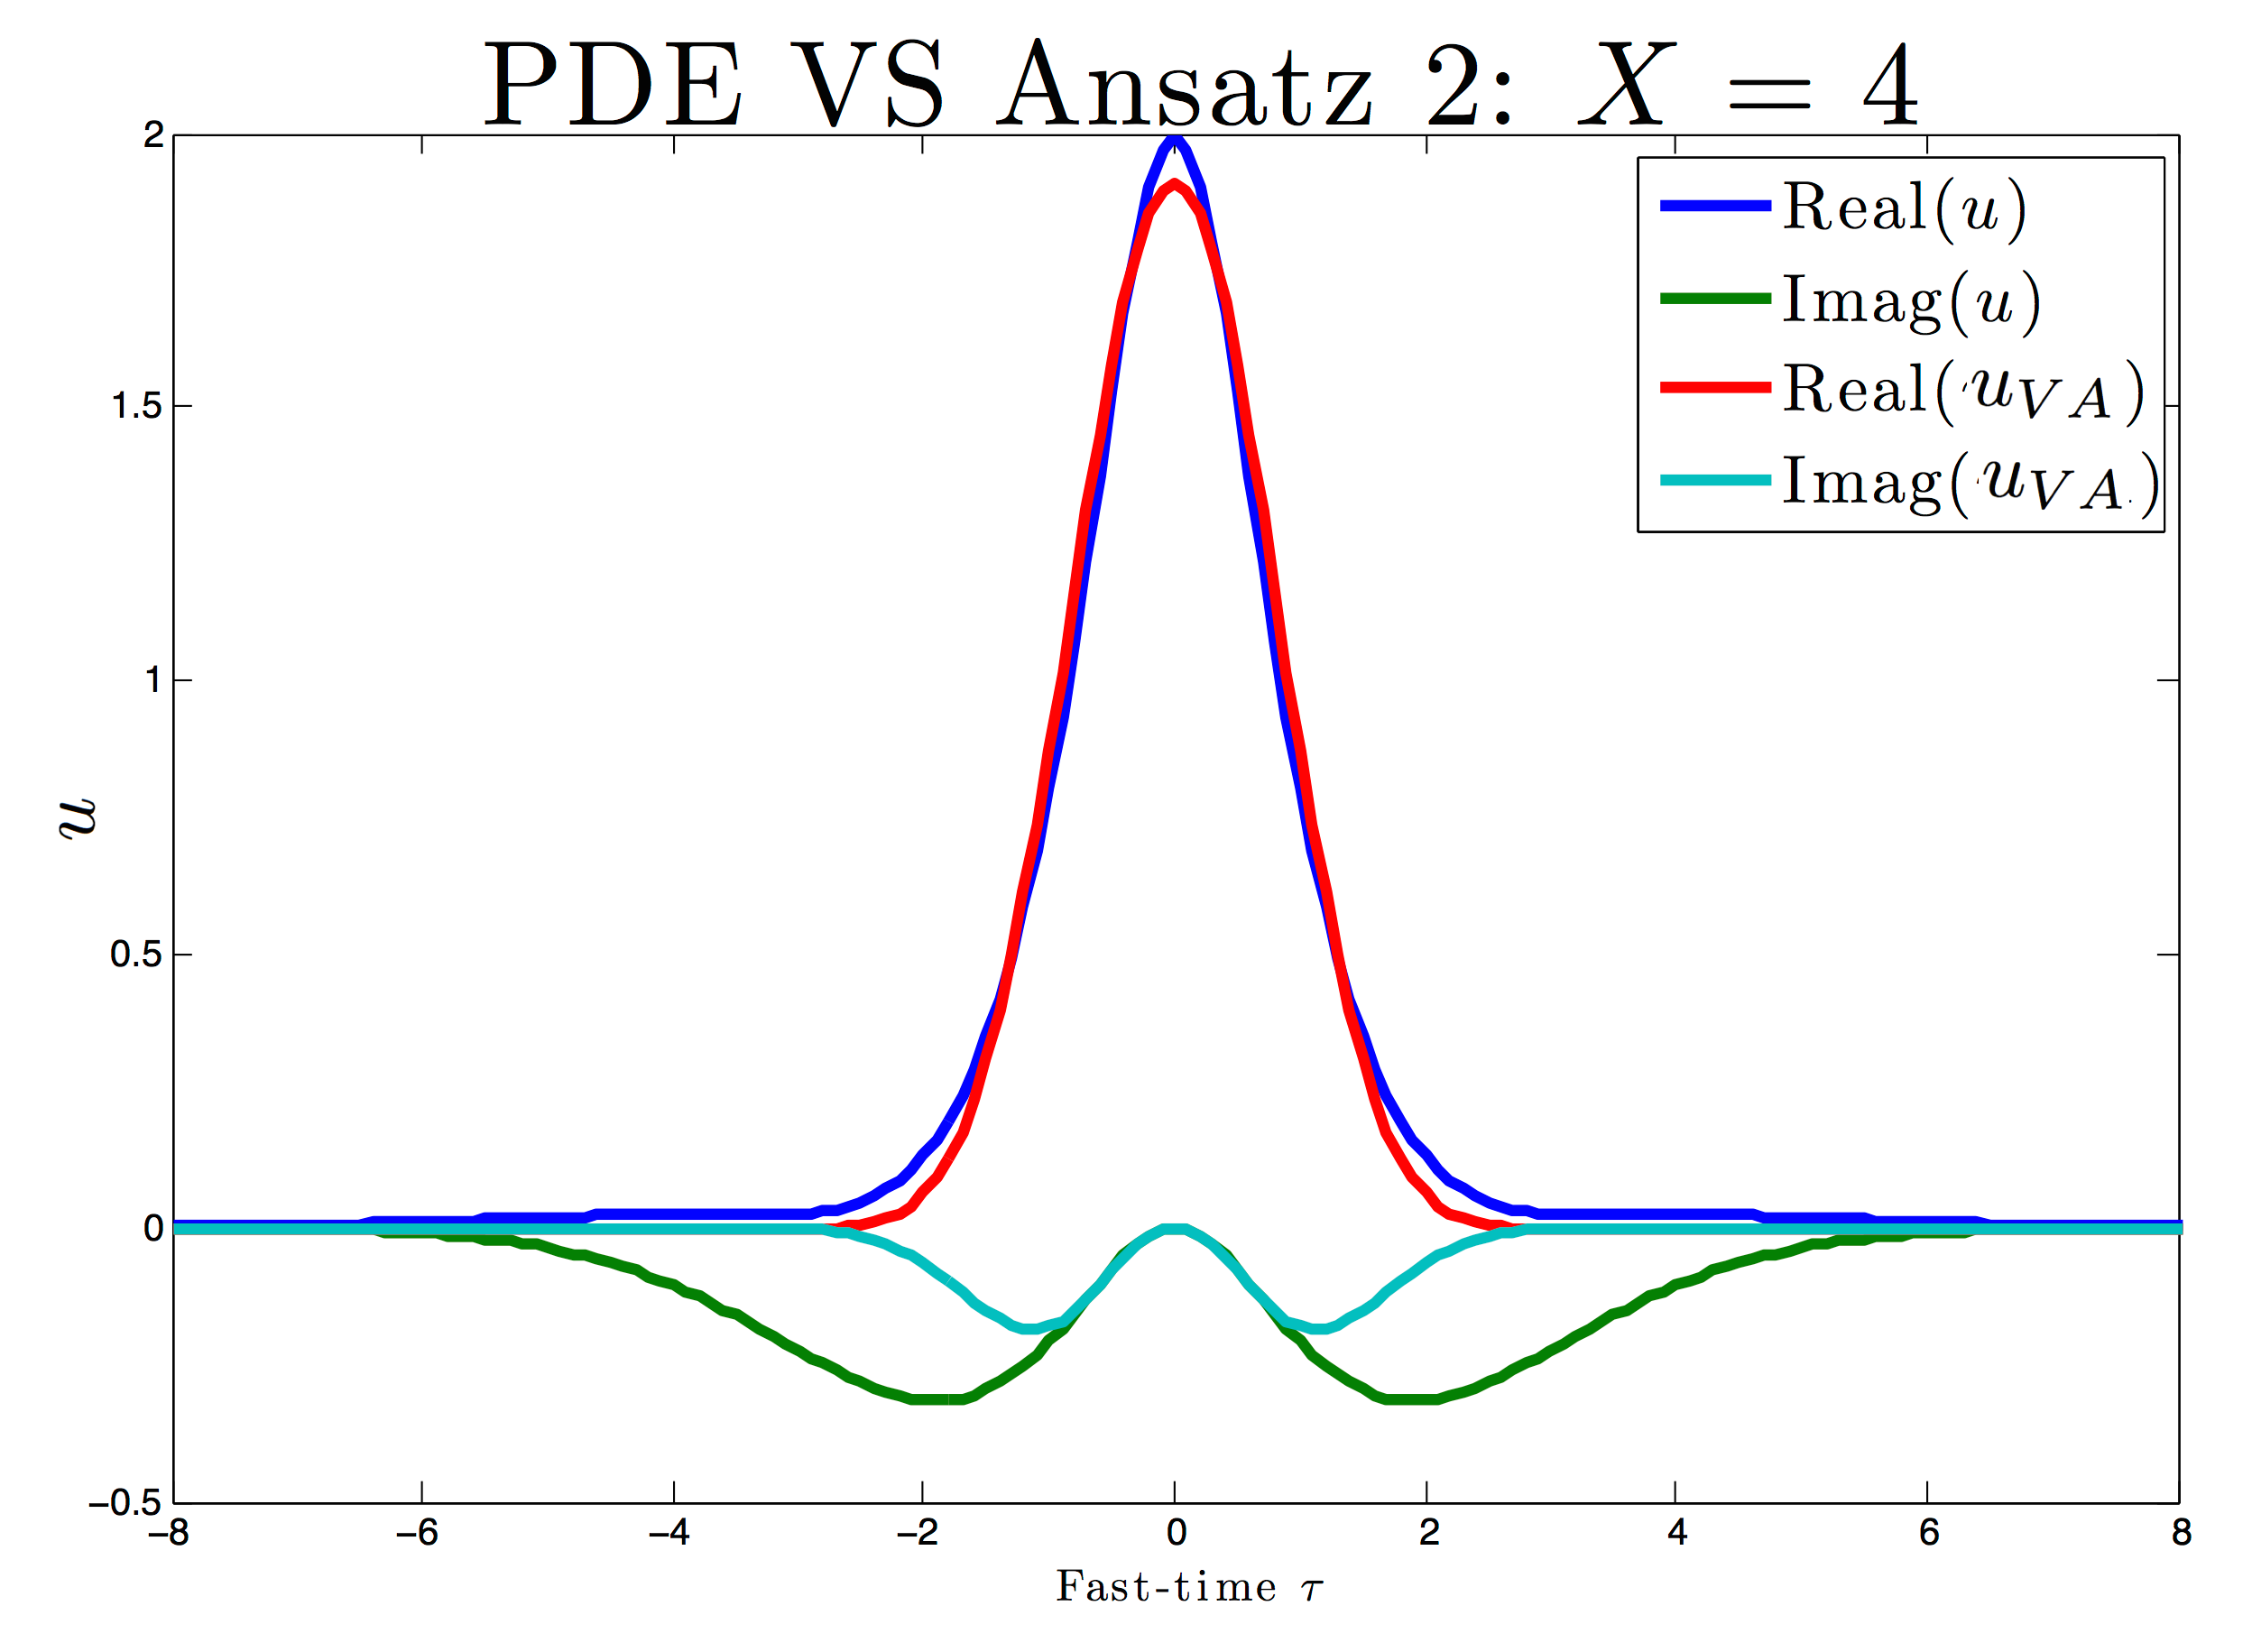 PDE VS Ansatz 2: X = 4
2
1.5
1
0.5
0
−0.5
u
Real(u)
Imag(u)
Real(u_VA)
Imag(u_VA)
−8 −6 −4 −2 0 2 4 6 8
Fast-time τ